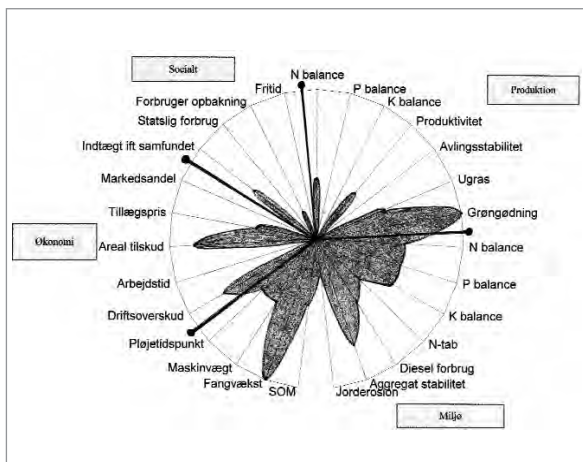 Socialt
N balance
Fritid
P balance
Forbruger opbakning
K balance
Produktion
Statslig forbrug
Produktivitet
Indtægt ift samfundet
Avlingsstabilitet
Markedsandel
Ugras
Tillægspris
Grøngødning
Økonomi
Areal tilskud
N balance
Arbejdstid
P balance
Driftsoverskud
K balance
Pløjetidspunkt
N-tab
Maskinvægt
Diesel forbrug
Fangvækst
Aggregat stabilitet
SOM
Jorderosion
Miljø